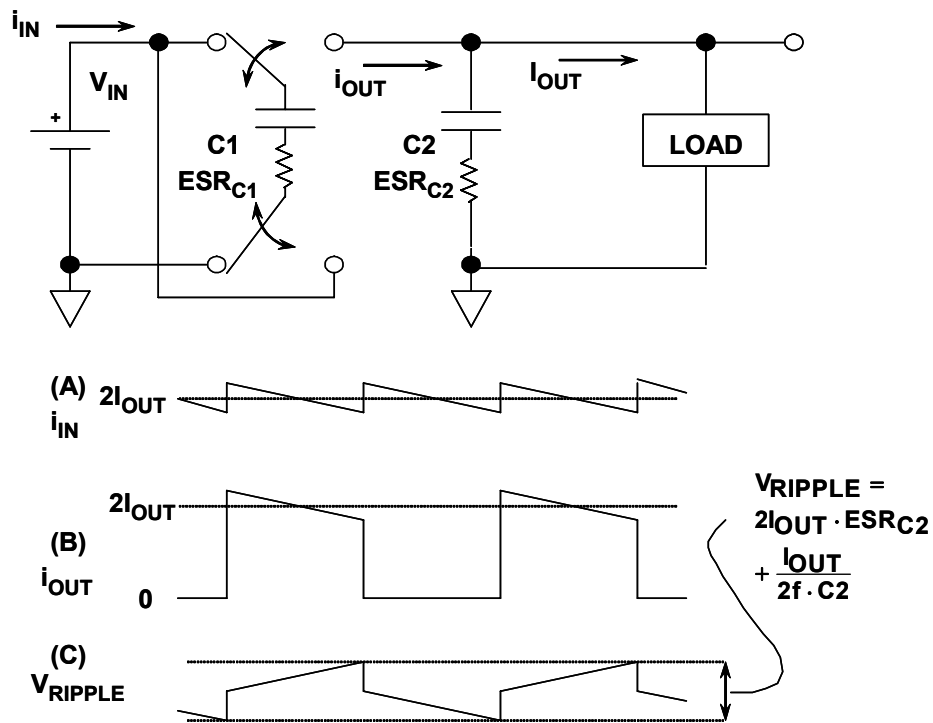 iIN
VIN
+
iOUT
IOUT
C1
ESRC1
C2
ESRC2
LOAD
(A)
iIN
2IOUT
(B)
iOUT
2IOUT
0
VRIPPLE =
2IOUT · ESRC2
+ IOUT
2f · C2
(C)
VRIPPLE